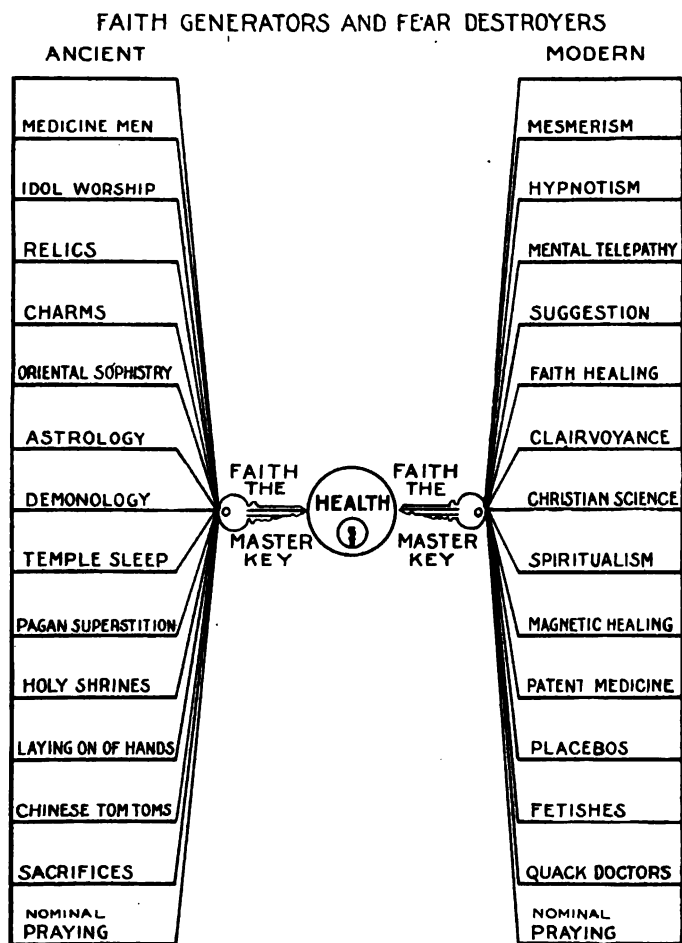 FAITH GENERATORS AND FEAR DESTROYERS
ANCIENT
MEDICINE MEN
IDOL WORSHIP
RELICS
CHARMS
ORIENTAL SOPHISTRY
ASTROLOGY
DEMONOLOGY
TEMPLE SLEEP
PAGAN SUPERSTITION
HOLY SHRINES
LAYING ON OF HANDS
CHINESE TOM TOMS
SACRIFICES
NOMINAL
PRAYING
FAITH
THE
MASTER
KEY
HEALTH
FAITH
THE
MASTER
KEY
MODERN
MESMERISM
HYPNOTISM
MENTAL TELEPATHY
SUGGESTION
FAITH HEALING
CLAIRVOYANCE
CHRISTIAN SCIENCE
SPIRITUALISM
MAGNETIC HEALING
PATENT MEDICINE
PLACEBOS
FETISHES
QUACK DOCTORS
NOMINAL
PRAYING